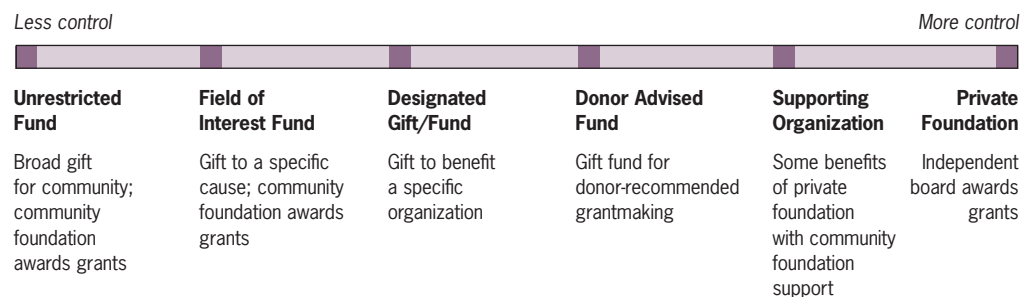 Less control
More control
Unrestricted
Fund
Broad gift
for community;
community
foundation
awards grants
Field of
Interest Fund
Gift to a specific
cause; community
foundation awards
grants
Designated
Gift/Fund
Gift to benefit
a specific
organization
Donor Advised
Fund
Gift fund for
donor-recommended
grantmaking
Supporting
Organization
Some benefits
of private
foundation
with community
foundation
support
Private
Foundation
Independent
board awards
grants